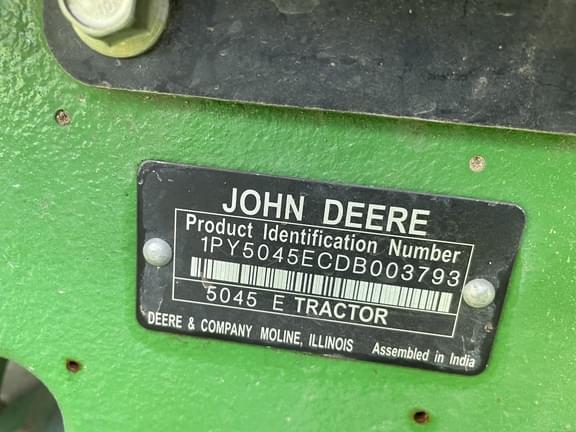 JOHN DEERE
Product Identification Number
1PY5045ECDB003793
5045 E TRACTOR
DEERE & COMPANY MOLINE, ILLINOIS
Assembled in India